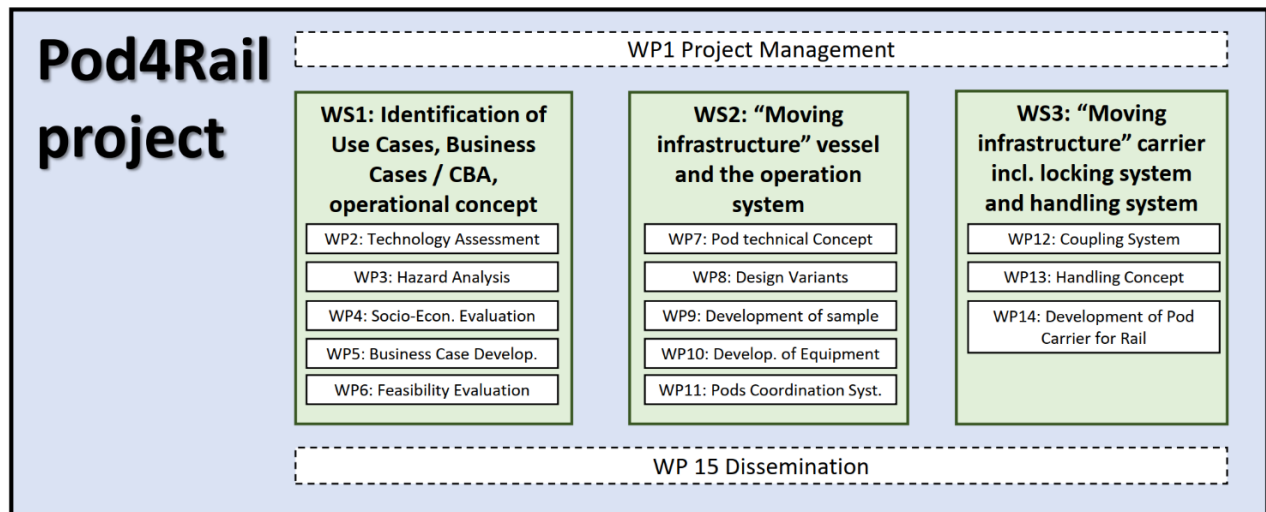 Pod4Rail
project
WP1 Project Management
WS1: Identification of
Use Cases, Business
Cases / CBA,
operational concept
WP2: Technology Assessment
WP3: Hazard Analysis
WP4: Socio-Econ. Evaluation
WP5: Business Case Develop.
WP6: Feasibility Evaluation
WS2: “Moving
infrastructure” vessel
and the operation
system
WP7: Pod technical Concept
WP8: Design Variants
WP9: Development of sample
WP10: Develop. of Equipment
WP11: Pods Coordination Syst.
WS3: “Moving
infrastructure” carrier
incl. locking system
and handling system
WP12: Coupling System
WP13: Handling Concept
WP14: Development of Pod
Carrier for Rail
WP 15 Dissemination